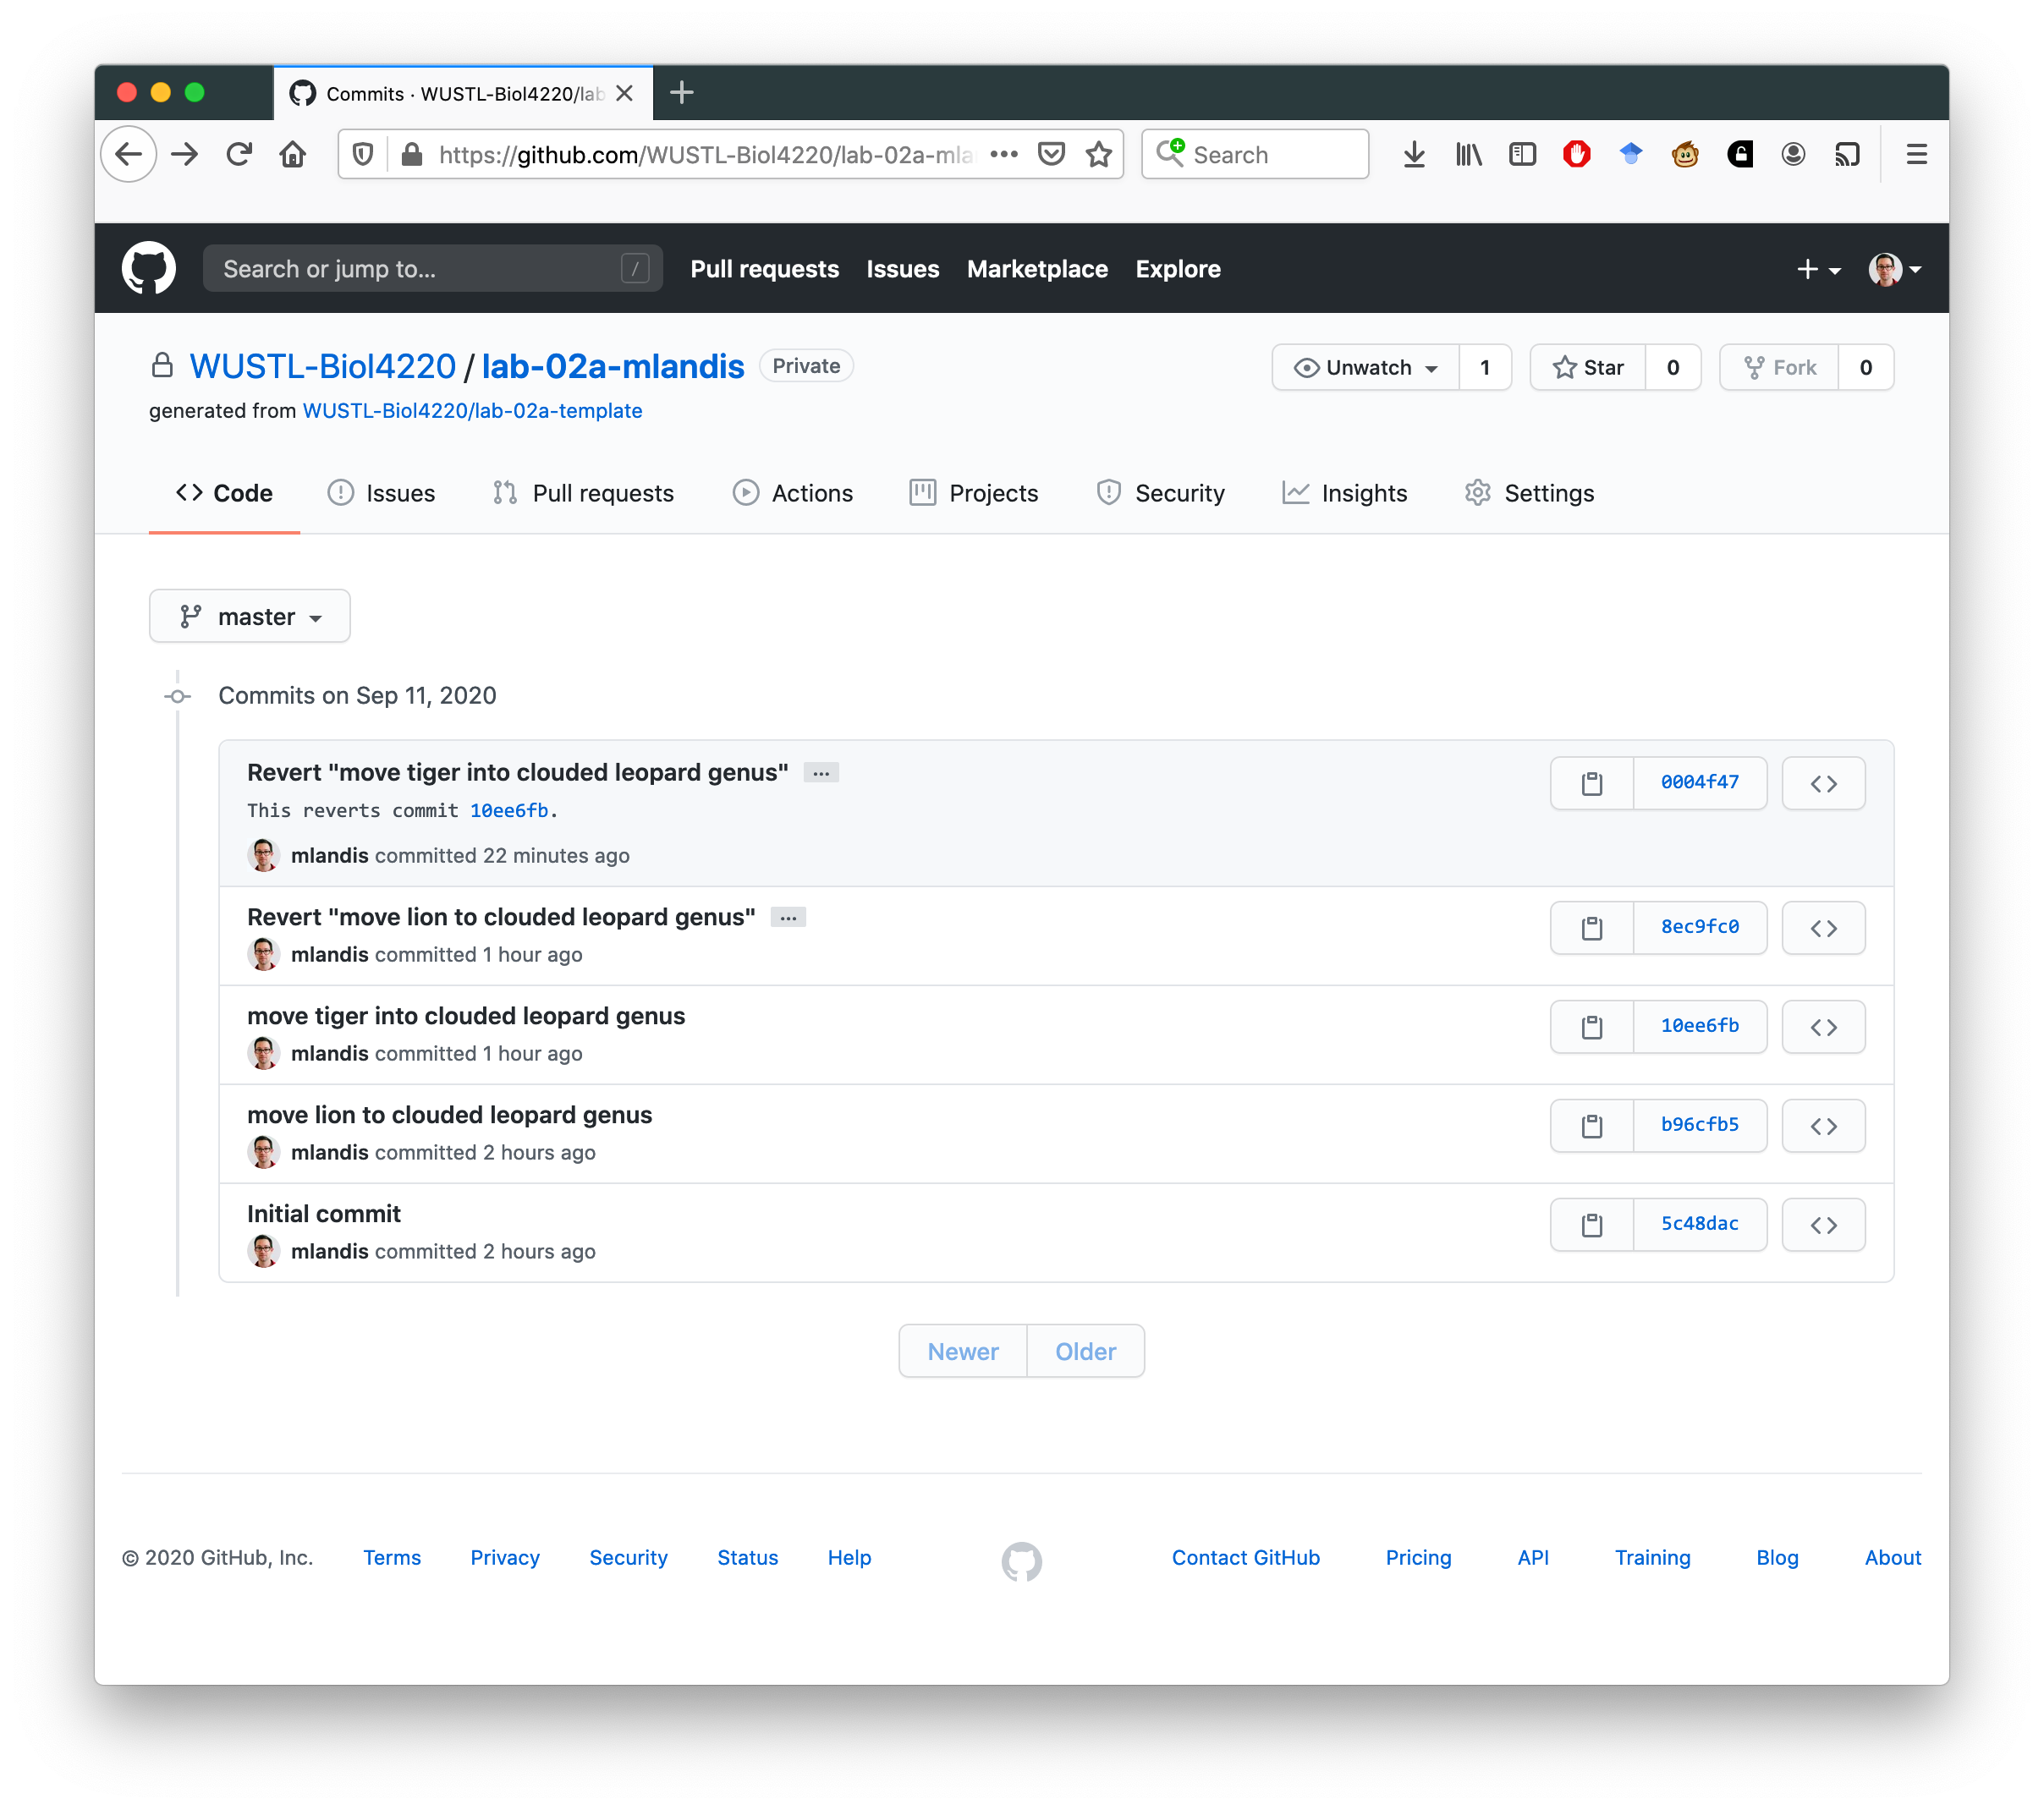 Commits · WUSTL-Biol4220/lab
https://github.com/WUSTL-Biol4220/lab-02a-mla
Search
Search or jump to... /
Pull requests Issues Marketplace Explore
WUSTL-Biol4220 / lab-02a-mlandis Private
Unwatch 1 Star 0 Fork 0
generated from WUSTL-Biol4220/lab-02a-template
Code Issues Pull requests Actions Projects Security Insights Settings
master
Commits on Sep 11, 2020
Revert "move tiger into clouded leopard genus" …
0004f47
This reverts commit 10ee6fb.
mlandis committed 22 minutes ago
Revert "move lion to clouded leopard genus" …
8ec9fc0
mlandis committed 1 hour ago
move tiger into clouded leopard genus
10ee6fb
mlandis committed 1 hour ago
move lion to clouded leopard genus
b96cfb5
mlandis committed 2 hours ago
Initial commit
5c48dac
mlandis committed 2 hours ago
Newer Older
© 2020 GitHub, Inc. Terms Privacy Security Status Help Contact GitHub Pricing API Training Blog About